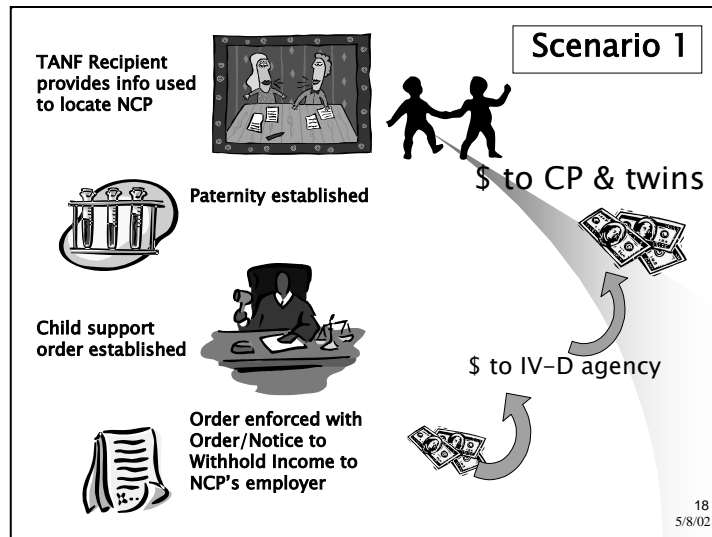 Scenario 1
TANF Recipient
provides info used
to locate NCP
$ to CP & twins
Paternity established
Child support
order established
$ to IV-D agency
Order enforced with
Order/Notice to
Withhold Income to
NCP's employer
18
5/8/02